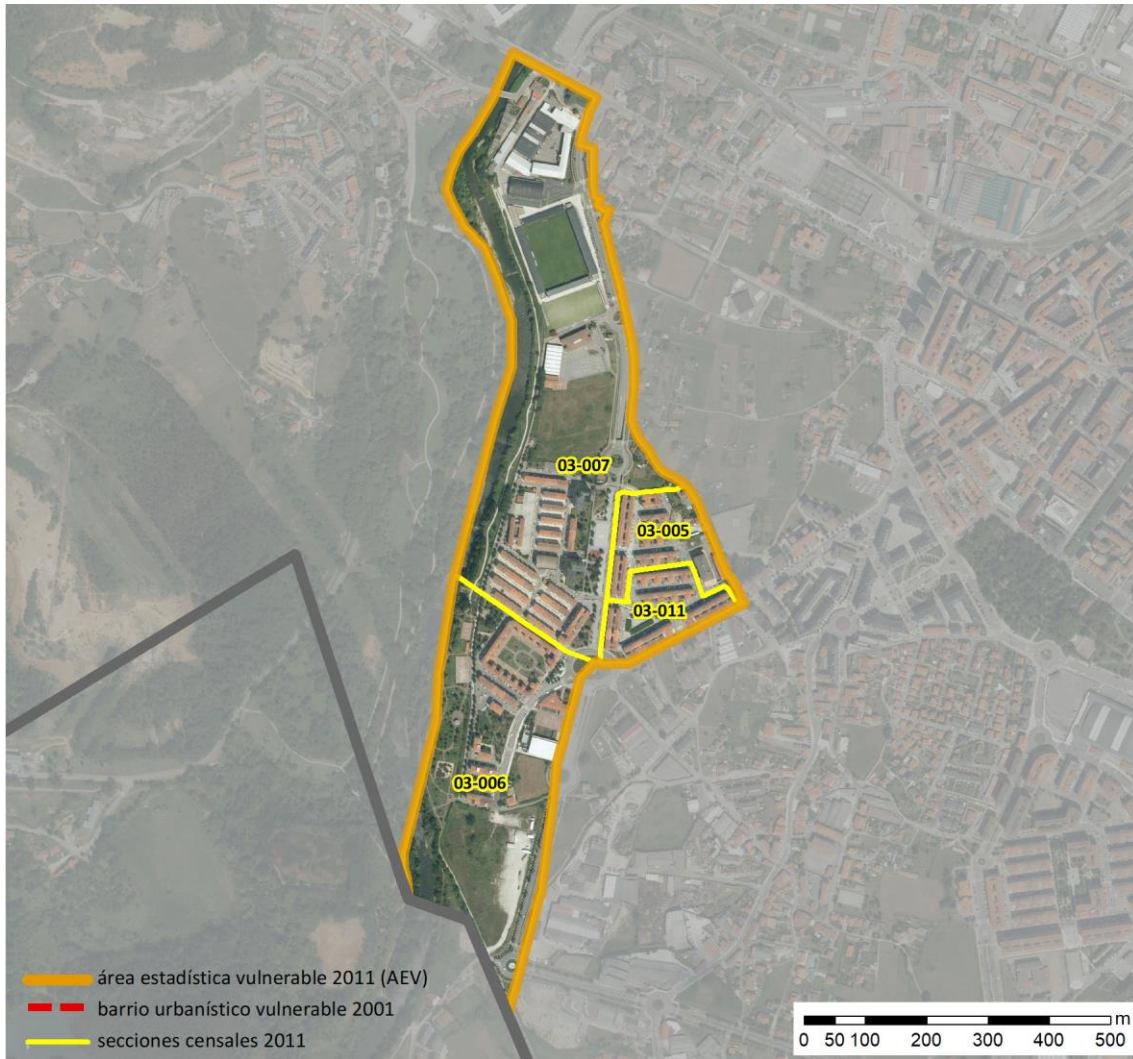 03-007
03-005
03-011
03-006
área estadística vulnerable 2011 (AEV)
barrio urbanístico vulnerable 2001
secciones censales 2011
m
0 50 100 200 300 400 500